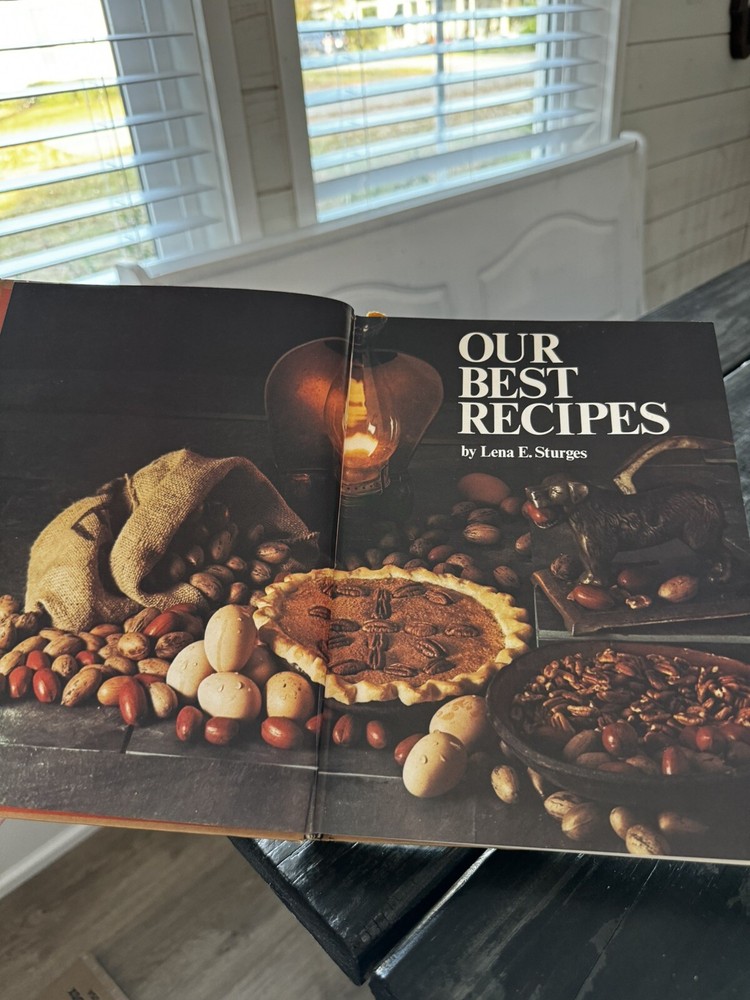 OUR
BEST
RECIPES
by Lena E. Sturges